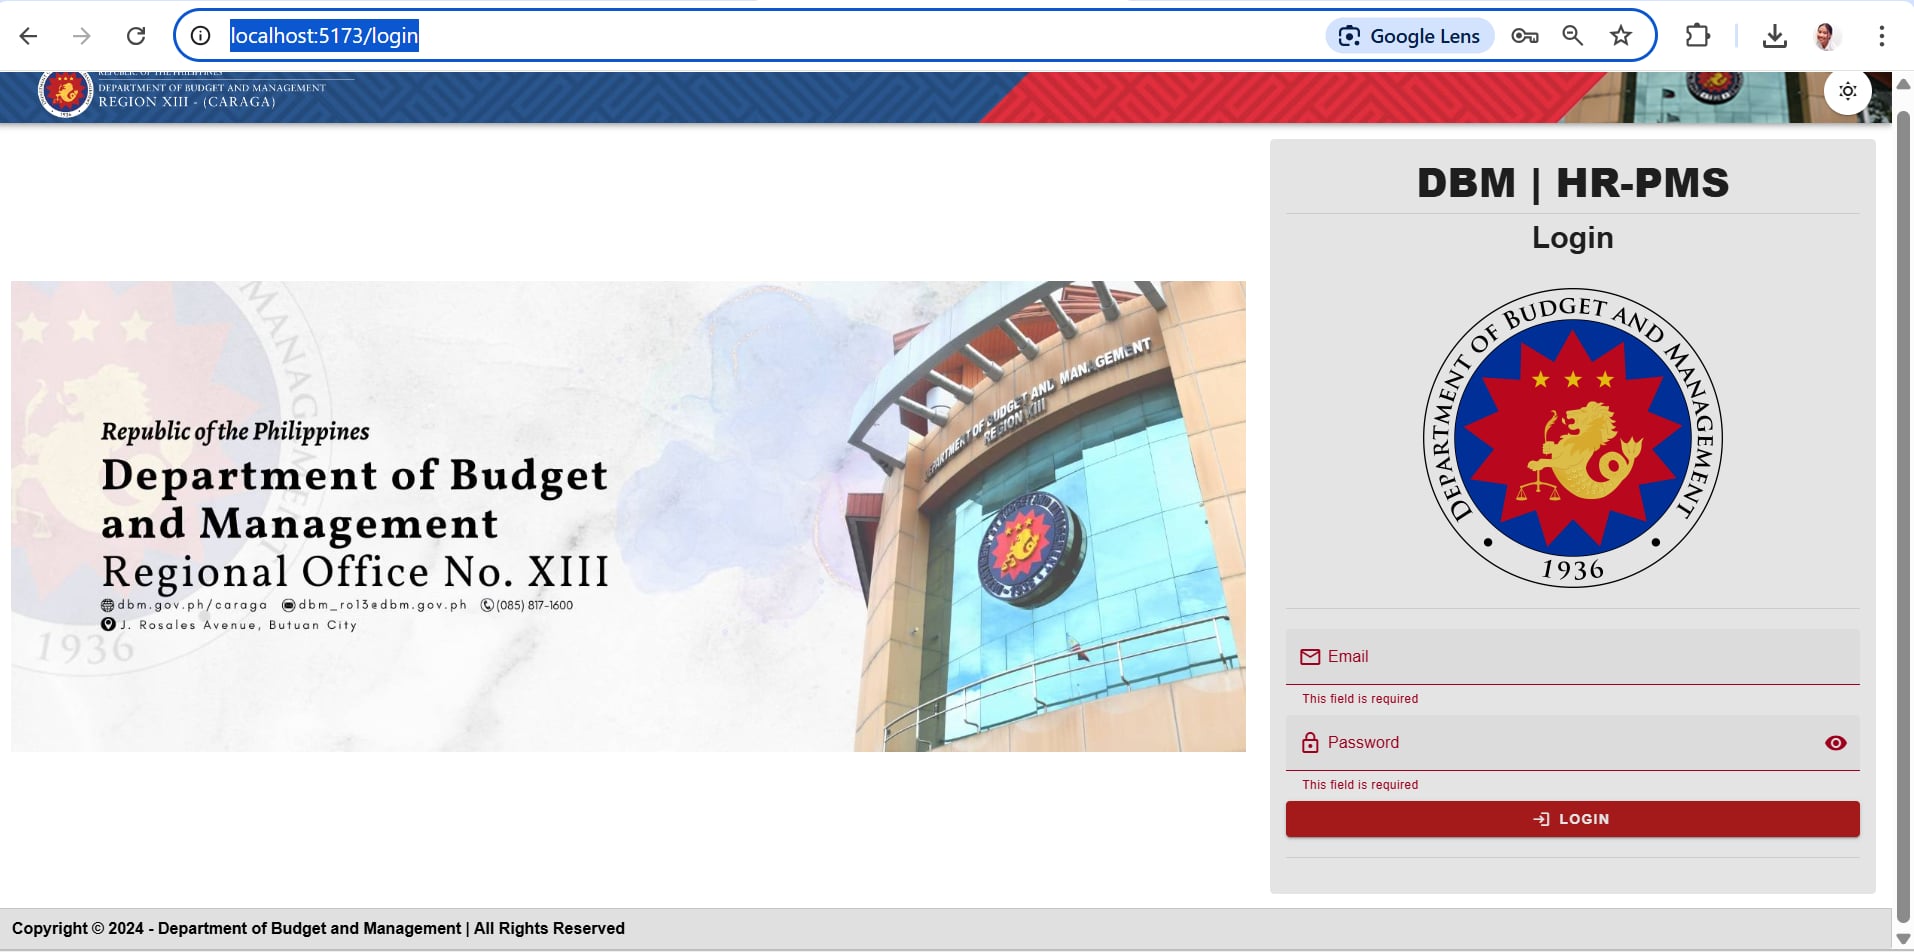 localhost:5173/login
Google Lens
REPUBLIC OF THE PHILIPPINES
DEPARTMENT OF BUDGET AND MANAGEMENT
REGION XIII - (CARAGA)
1936
DBM | HR-PMS
Login
DEPARTMENT OF BUDGET AND MANAGEMENT
1936
MANAGEMENT
1936
Republic of the Philippines
Department of Budget
and Management
Regional Office No. XIII
dbm.gov.ph/caraga dbm_ro13@dbm.gov.ph (085) 817-1600
J. Rosales Avenue, Butuan City
DEPARTMENT OF BUDGET AND MAN. GEMENT
REGION XIII
Email
This field is required
Password
This field is required
LOGIN
Copyright © 2024 - Department of Budget and Management | All Rights Reserved